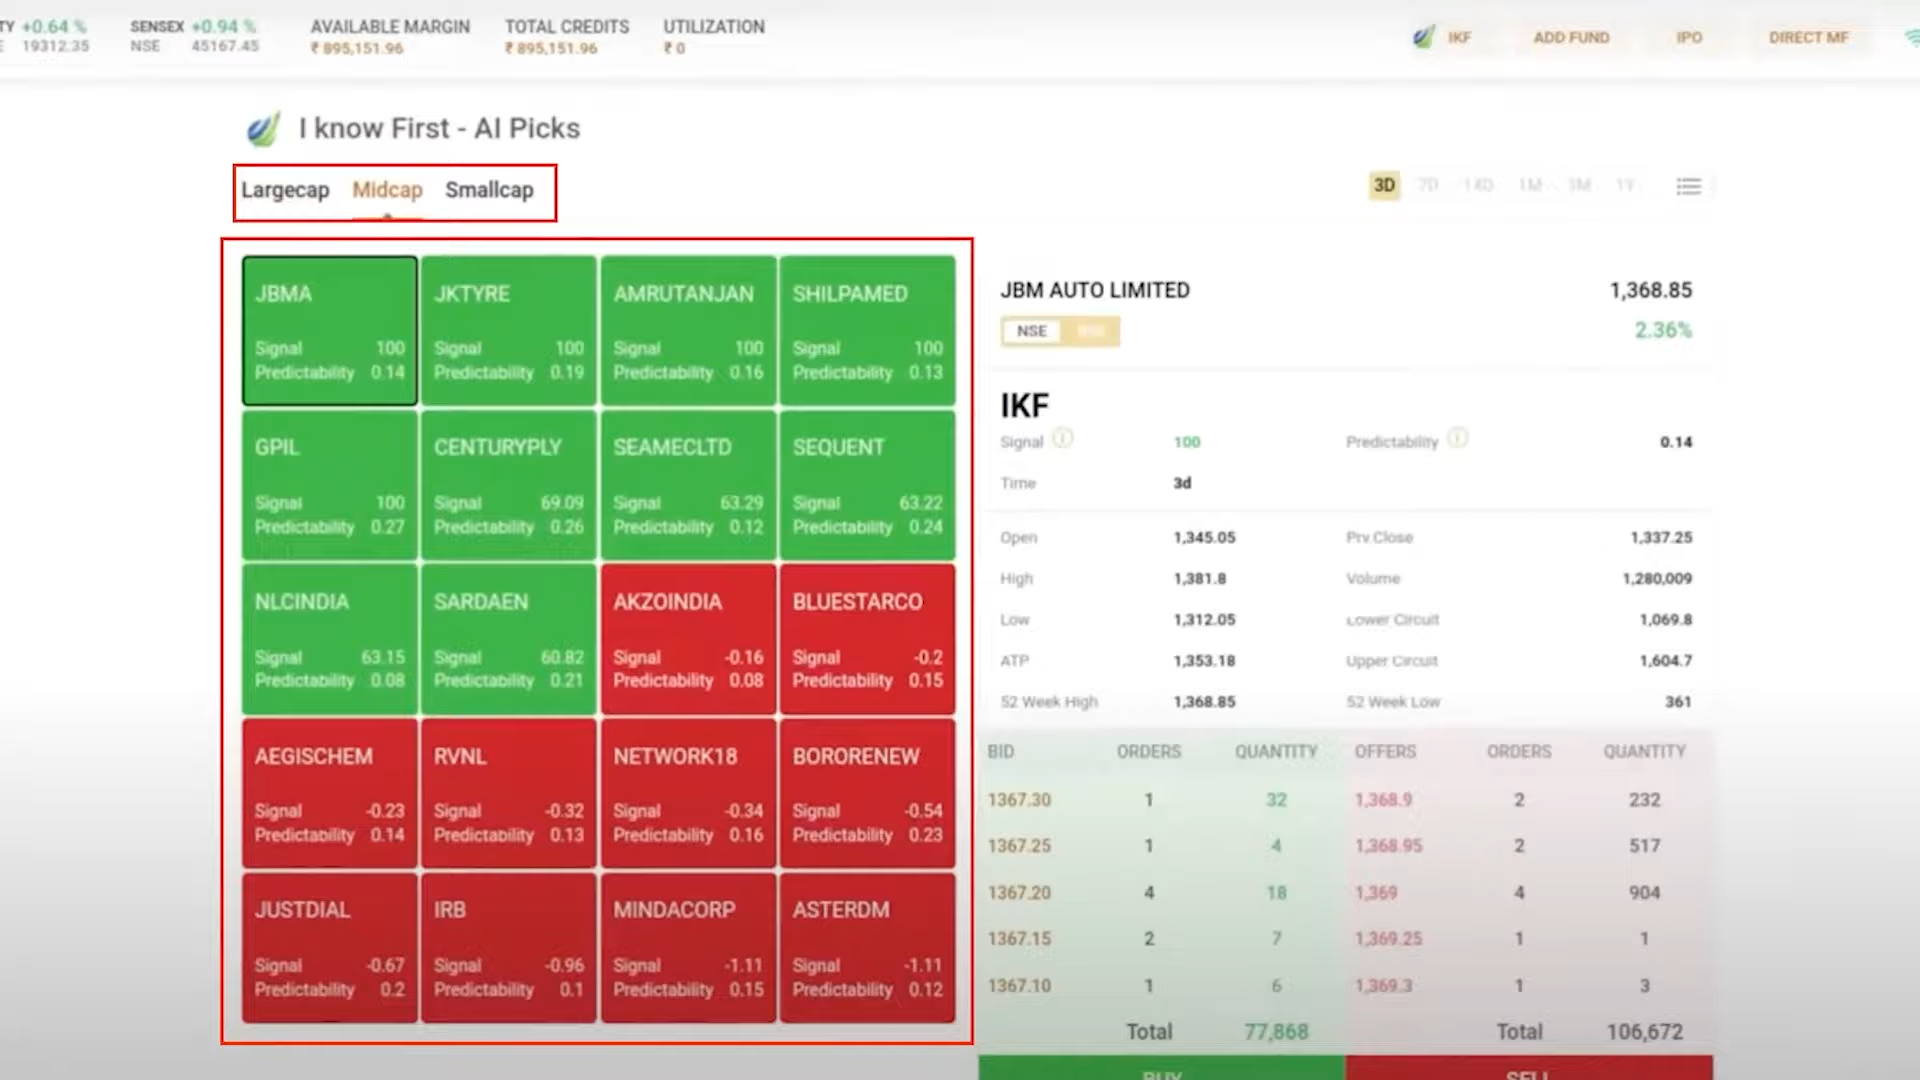 TY +0.64 % SENSEX +0.94 % AVAILABLE MARGIN TOTAL CREDITS UTILIZATION
E 19312.35 NSE 45167.45 ₹ 895,151.96 ₹ 895,151.96 ₹ 0
IKF ADD FUND IPO DIRECT MF
I know First - AI Picks
Largecap Midcap Smallcap
3D 7D 14D 1M 3M 1Y
JBMA JKTYRE AMRUTANJAN SHILPAMED
Signal 100 Signal 100 Signal 100 Signal 100
Predictability 0.14 Predictability 0.19 Predictability 0.16 Predictability 0.13
GPIL CENTURYPLY SEAMECLTD SEQUENT
Signal 100 Signal 69.09 Signal 63.29 Signal 63.22
Predictability 0.27 Predictability 0.26 Predictability 0.12 Predictability 0.24
NLCINDIA SARDAEN AKZOINDIA BLUESTARCO
Signal 63.15 Signal 60.82 Signal -0.16 Signal -0.2
Predictability 0.08 Predictability 0.21 Predictability 0.08 Predictability 0.15
AEGISCHEM RVNL NETWORK18 BORORENEW
Signal -0.23 Signal -0.32 Signal -0.34 Signal -0.54
Predictability 0.14 Predictability 0.13 Predictability 0.16 Predictability 0.23
JUSTDIAL IRB MINDACORP ASTERDM
Signal -0.67 Signal -0.96 Signal -1.11 Signal -1.11
Predictability 0.2 Predictability 0.1 Predictability 0.15 Predictability 0.12
JBM AUTO LIMITED 1,368.85
NSE 2.36%
IKF
Signal 100 Predictability 0.14
Time 3d
Open 1,345.05 Prv.Close 1,337.25
High 1,381.8 Volume 1,280,009
Low 1,312.05 Lower Circuit 1,069.8
ATP 1,353.18 Upper Circuit 1,604.7
52 Week High 1,368.85 52 Week Low 361
BID ORDERS QUANTITY OFFERS ORDERS QUANTITY
1367.30 1 32 1,368.9 2 232
1367.25 1 4 1,368.95 2 517
1367.20 4 18 1,369 4 904
1367.15 2 7 1,369.25 1 1
1367.10 1 6 1,369.3 1 3
Total 77,868 Total 106,672
BUY SELL